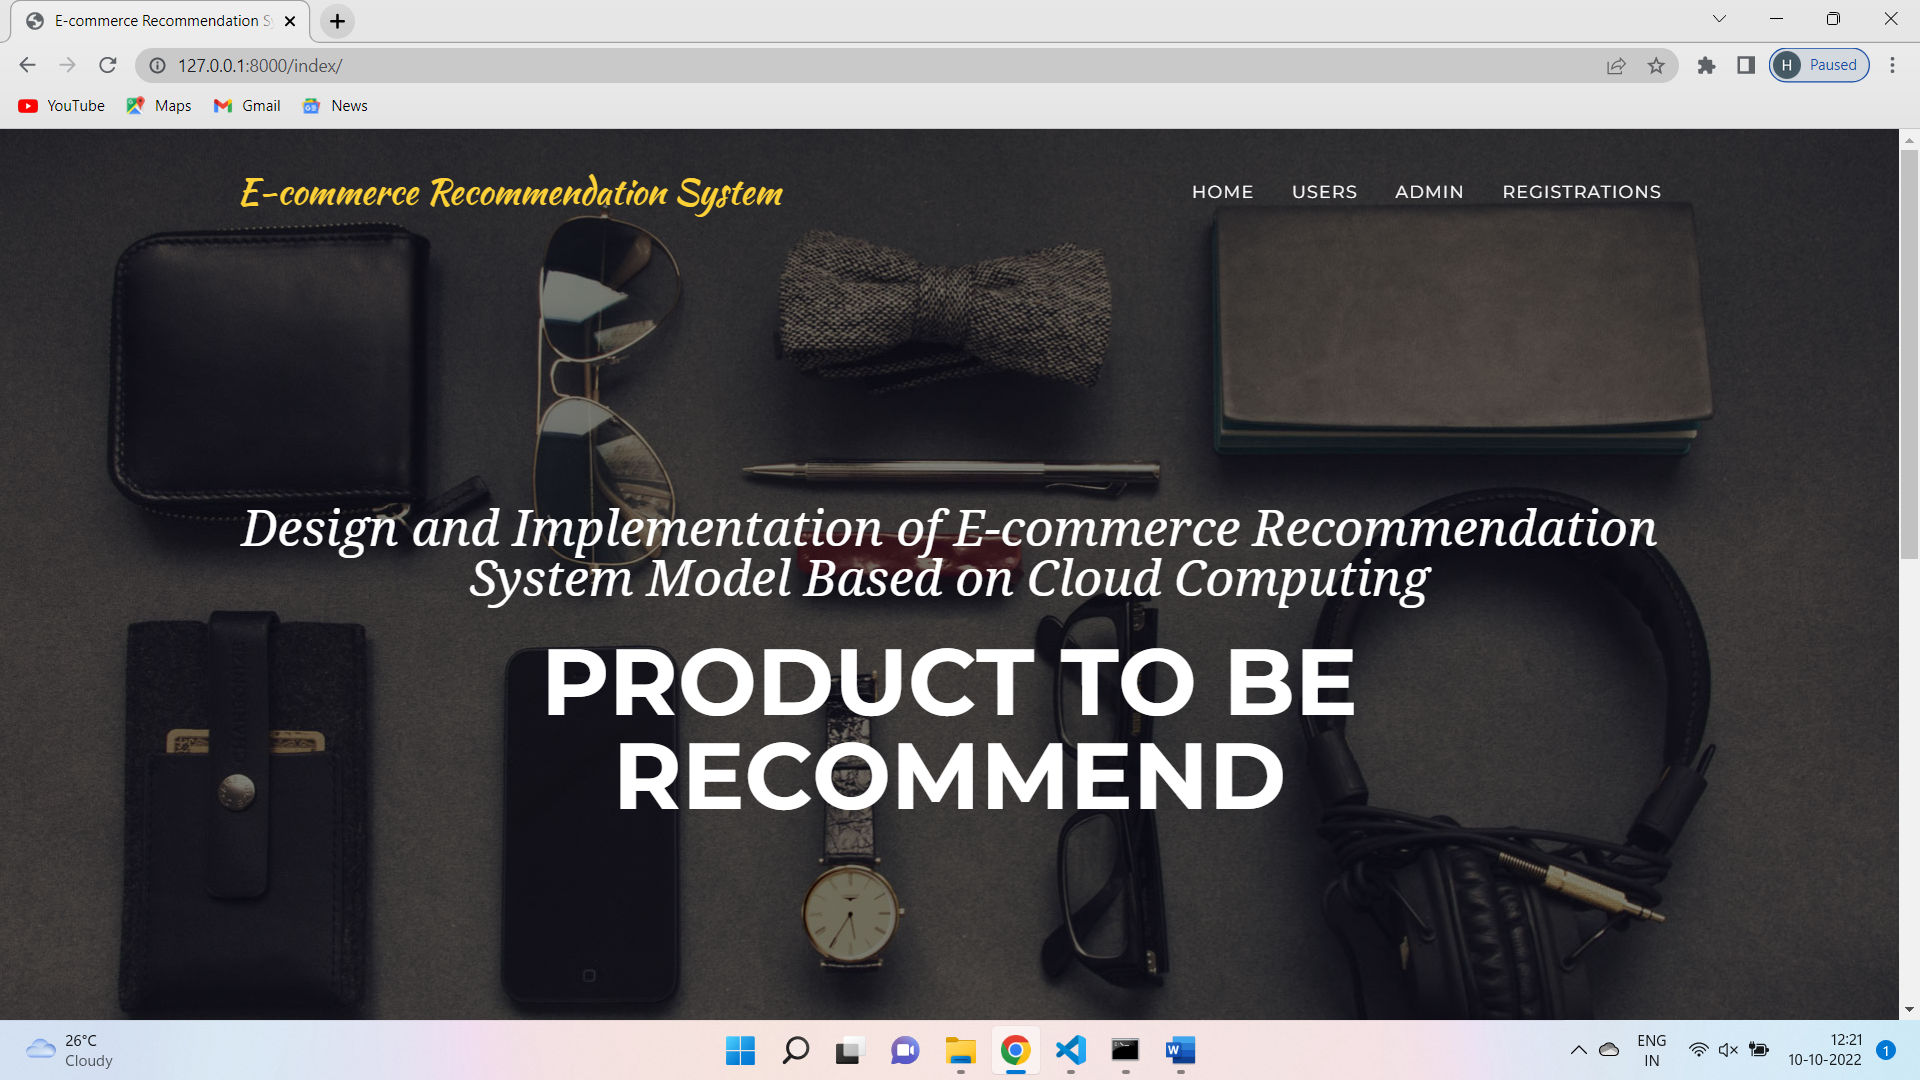 E-commerce Recommendation S
127.0.0.1:8000/index/
H Paused
YouTube Maps Gmail News
E-commerce Recommendation System
HOME USERS ADMIN REGISTRATIONS
Design and Implementation of E-commerce Recommendation
System Model Based on Cloud Computing
PRODUCT TO BE
RECOMMEND
26°C
Cloudy
ENG
IN
12:21
10-10-2022
1